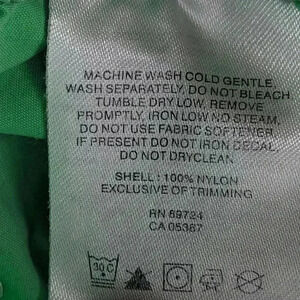 MACHINE WASH COLD GENTLE,
WASH SEPARATELY, DO NOT BLEACH.
TUMBLE DRY LOW, REMOVE
PROMPTLY, IRON LOW NO STEAM,
DO NOT USE FABRIC SOFTENER
IF PRESENT DO NOT IRON DECAL.
DO NOT DRYCLEAN
SHELL : 100% NYLON
EXCLUSIVE OF TRIMMING
RN 69724
CA 05367
30 C